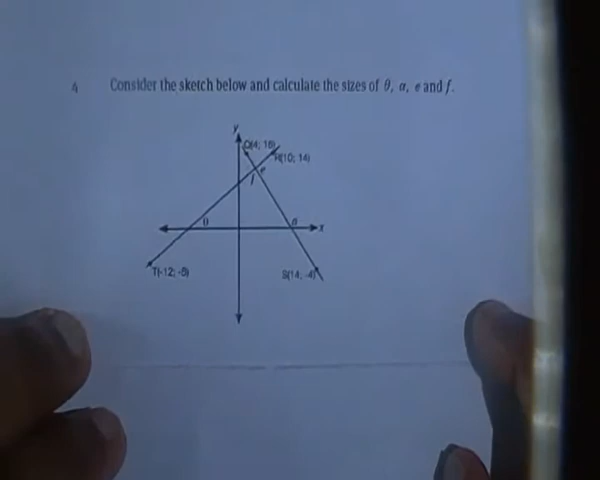 4 Consider the sketch below and calculate the sizes of θ, α, e and f.
y
Q(4; 16)
R(10; 14)
e
f
θ
α
x
T(-12; -8)
S(14; -4)